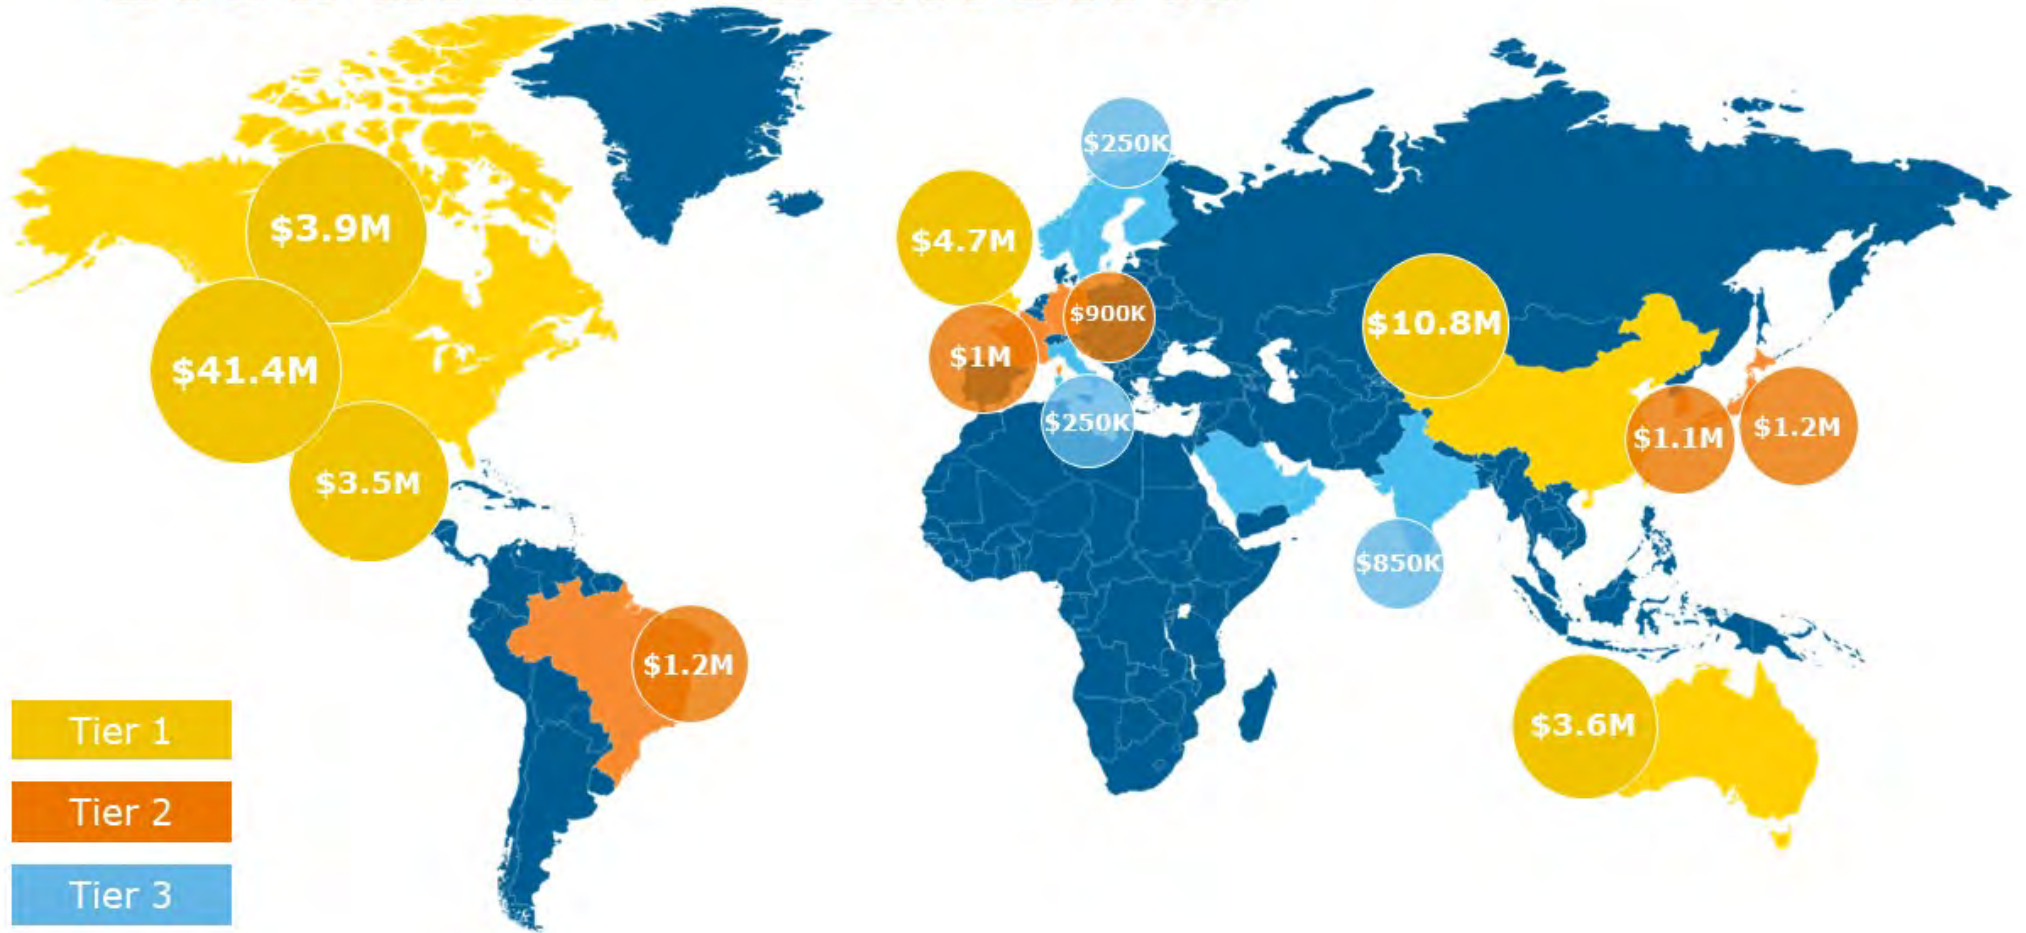 $250K
$3.9M
$4.7M
$900K
$10.8M
$1M
$41.4M
$250K
$1.1M
$1.2M
$3.5M
$850K
$1.2M
$3.6M
Tier 1
Tier 2
Tier 3